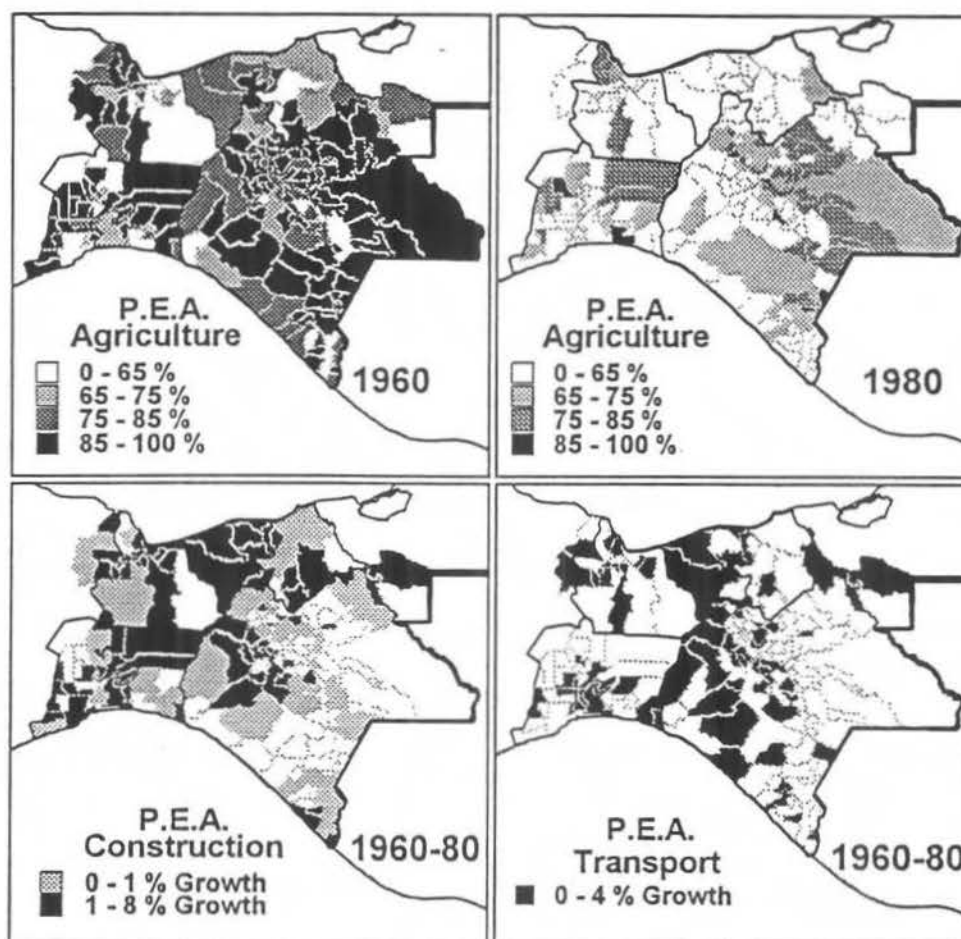 P.E.A.
Agriculture
0 - 65 %
65 - 75 %
75 - 85 %
85 - 100 %
1960
P.E.A.
Agriculture
0 - 65 %
65 - 75 %
75 - 85 %
85 - 100 %
1980
P.E.A.
Construction
0 - 1 % Growth
1 - 8 % Growth
1960-80
P.E.A.
Transport
0 - 4 % Growth
1960-80